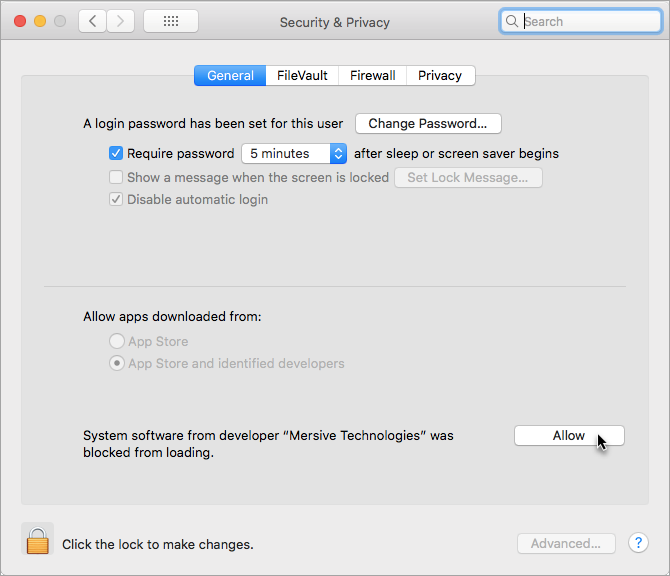 Security & Privacy
Search
General FileVault Firewall Privacy
A login password has been set for this user Change Password...
Require password 5 minutes after sleep or screen saver begins
Show a message when the screen is locked Set Lock Message...
Disable automatic login
Allow apps downloaded from:
App Store
App Store and identified developers
System software from developer “Mersive Technologies” was Allow
blocked from loading.
Click the lock to make changes. Advanced... ?